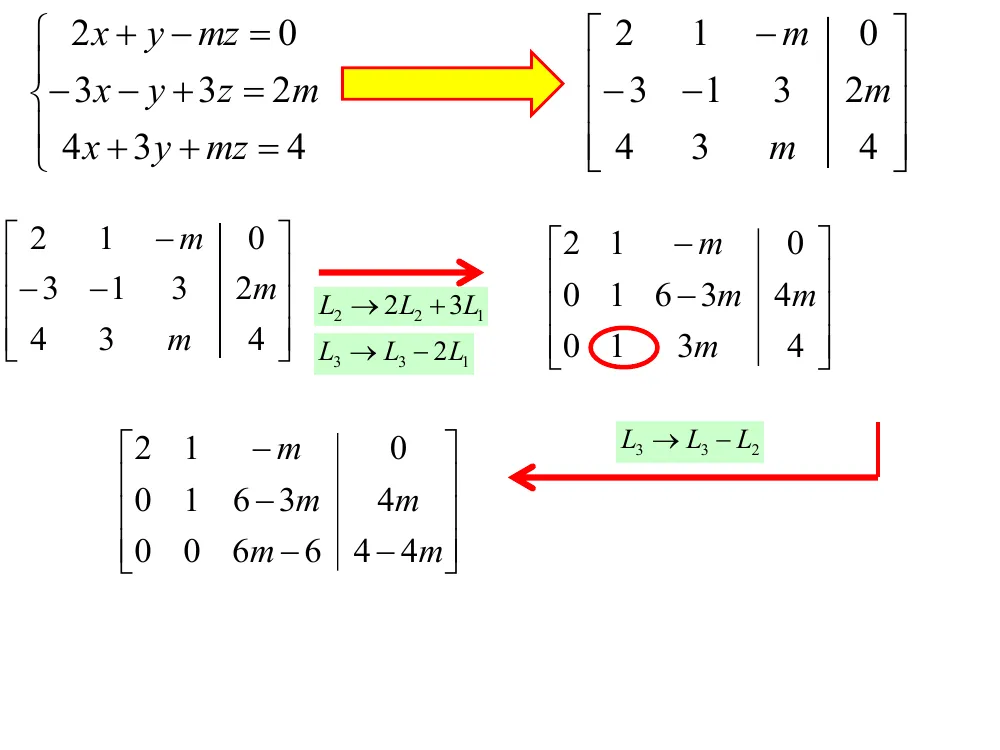 2x + y − mz = 0
−3x − y + 3z = 2m
4x + 3y + mz = 4
2 1 −m 0
−3 −1 3 2m
4 3 m 4
2 1 −m 0
−3 −1 3 2m
4 3 m 4
L₂ → 2L₂ + 3L₁
L₃ → L₃ − 2L₁
2 1 −m 0
0 1 6 − 3m 4m
0 1 3m 4
L₃ → L₃ − L₂
2 1 −m 0
0 1 6 − 3m 4m
0 0 6m − 6 4 − 4m